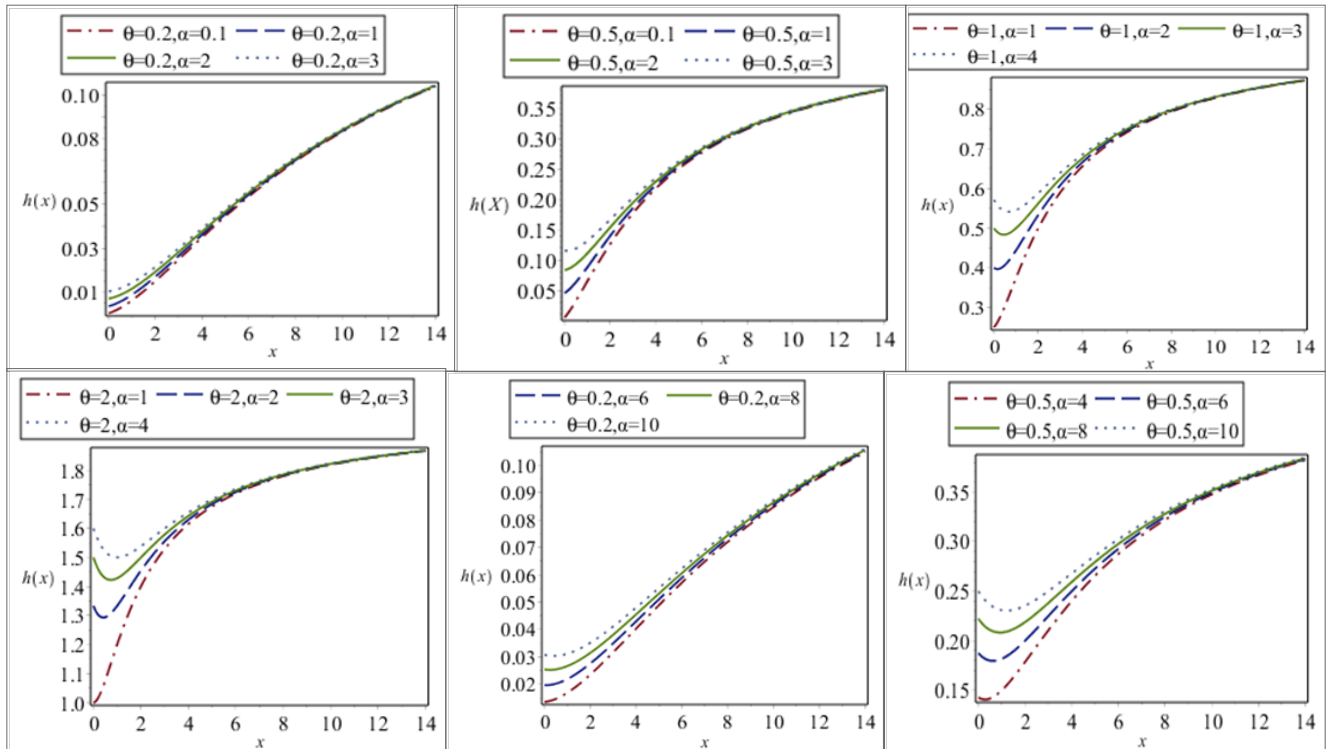 θ=0.2,α=0.1 θ=0.2,α=1
θ=0.2,α=2 θ=0.2,α=3
0.10
0.08
h(x) 0.05
0.03
0.01
0 2 4 6 8 10 12 14
x
θ=0.5,α=0.1 θ=0.5,α=1
θ=0.5,α=2 θ=0.5,α=3
0.35
0.30
0.25
h(X) 0.20
0.15
0.10
0.05
0 2 4 6 8 10 12 14
x
θ=1,α=1 θ=1,α=2 θ=1,α=3
θ=1,α=4
0.8
0.7
0.6
h(x)
0.5
0.4
0.3
0 2 4 6 8 10 12 14
x
θ=2,α=1 θ=2,α=2 θ=2,α=3
θ=2,α=4
1.8
1.7
1.6
1.5
h(x) 1.4
1.3
1.2
1.1
1.0
0 2 4 6 8 10 12 14
x
θ=0.2,α=6 θ=0.2,α=8
θ=0.2,α=10
0.10
0.09
0.08
0.07
h(x) 0.06
0.05
0.04
0.03
0.02
0 2 4 6 8 10 12 14
x
θ=0.5,α=4 θ=0.5,α=6
θ=0.5,α=8 θ=0.5,α=10
0.35
0.30
h(x)
0.25
0.20
0.15
0 2 4 6 8 10 12 14
x